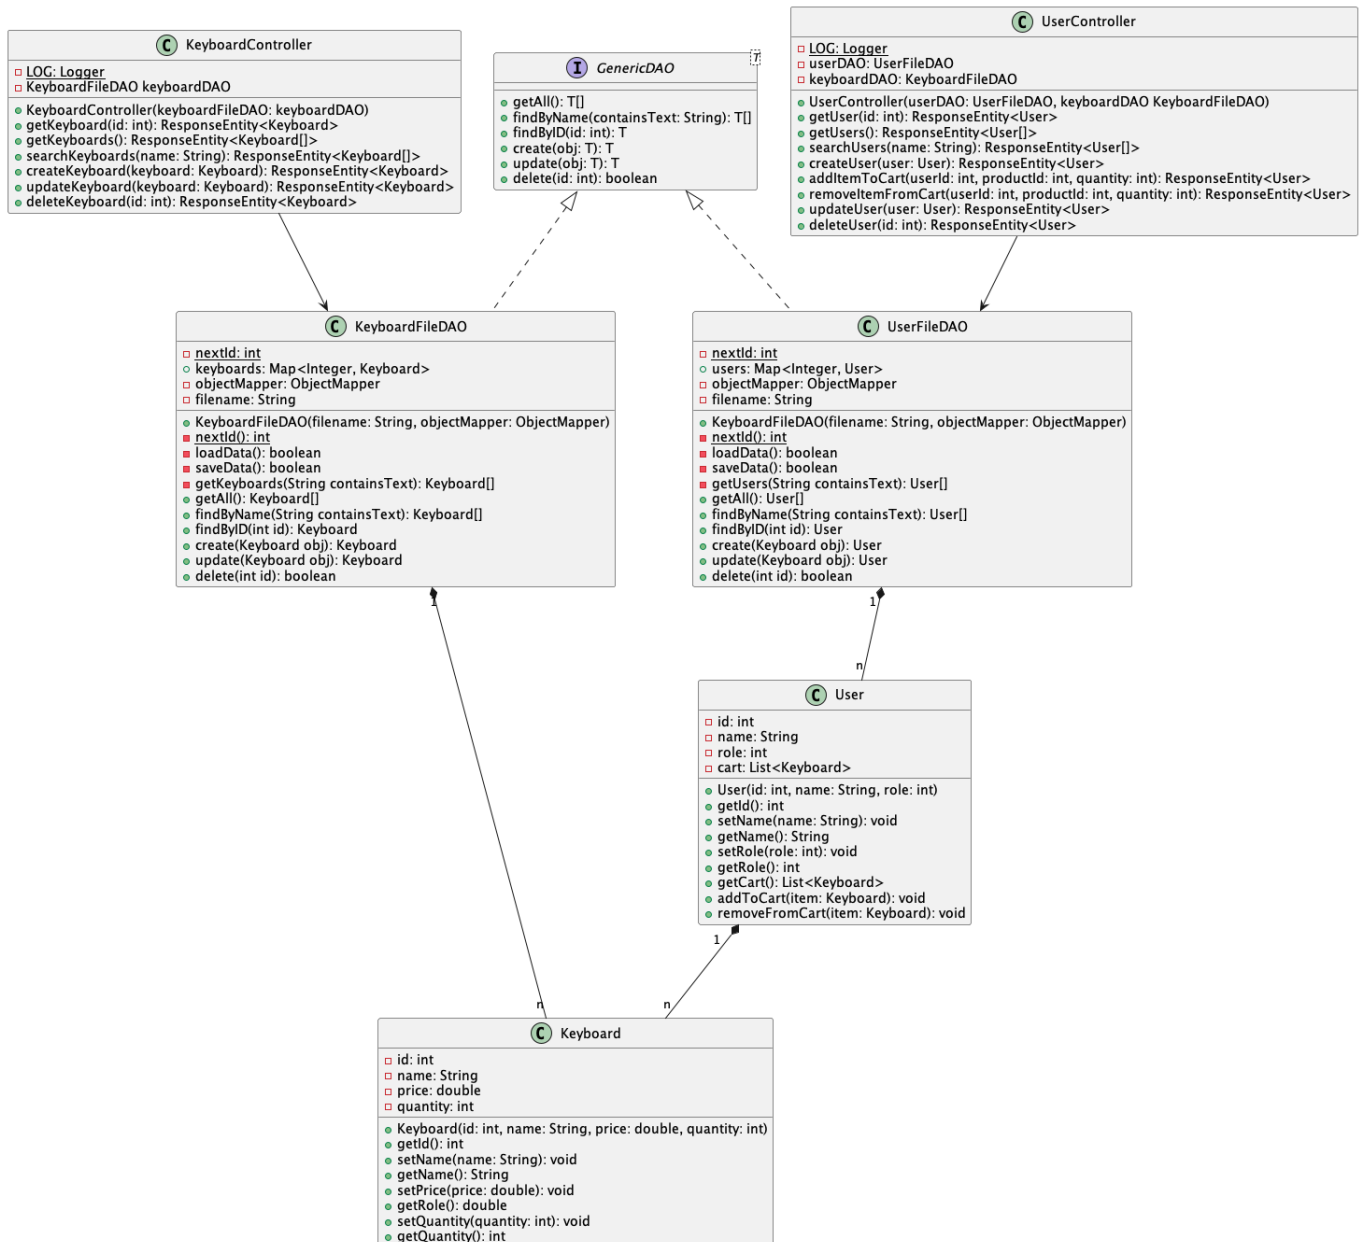 C KeyboardController
LOG: Logger
KeyboardFileDAO keyboardDAO
KeyboardController(keyboardFileDAO: keyboardDAO)
getKeyboard(id: int): ResponseEntity<Keyboard>
getKeyboards(): ResponseEntity<Keyboard[]>
searchKeyboards(name: String): ResponseEntity<Keyboard[]>
createKeyboard(keyboard: Keyboard): ResponseEntity<Keyboard>
updateKeyboard(keyboard: Keyboard): ResponseEntity<Keyboard>
deleteKeyboard(id: int): ResponseEntity<Keyboard>
I GenericDAO
T
getAll(): T[]
findByName(containsText: String): T[]
findByID(id: int): T
create(obj: T): T
update(obj: T): T
delete(id: int): boolean
C UserController
LOG: Logger
userDAO: UserFileDAO
keyboardDAO: KeyboardFileDAO
UserController(userDAO: UserFileDAO, keyboardDAO KeyboardFileDAO)
getUser(id: int): ResponseEntity<User>
getUsers(): ResponseEntity<User[]>
searchUsers(name: String): ResponseEntity<User[]>
createUser(user: User): ResponseEntity<User>
addItemToCart(userId: int, productId: int, quantity: int): ResponseEntity<User>
removeItemFromCart(userId: int, productId: int, quantity: int): ResponseEntity<User>
updateUser(user: User): ResponseEntity<User>
deleteUser(id: int): ResponseEntity<User>
C KeyboardFileDAO
nextId: int
keyboards: Map<Integer, Keyboard>
objectMapper: ObjectMapper
filename: String
KeyboardFileDAO(filename: String, objectMapper: ObjectMapper)
nextId(): int
loadData(): boolean
saveData(): boolean
getKeyboards(String containsText): Keyboard[]
getAll(): Keyboard[]
findByName(String containsText): Keyboard[]
findByID(int id): Keyboard
create(Keyboard obj): Keyboard
update(Keyboard obj): Keyboard
delete(int id): boolean
C UserFileDAO
nextId: int
users: Map<Integer, User>
objectMapper: ObjectMapper
filename: String
KeyboardFileDAO(filename: String, objectMapper: ObjectMapper)
nextId(): int
loadData(): boolean
saveData(): boolean
getUsers(String containsText): User[]
getAll(): User[]
findByName(String containsText): User[]
findByID(int id): User
create(Keyboard obj): User
update(Keyboard obj): User
delete(int id): boolean
1
1
n
C User
id: int
name: String
role: int
cart: List<Keyboard>
User(id: int, name: String, role: int)
getId(): int
setName(name: String): void
getName(): String
setRole(role: int): void
getRole(): int
getCart(): List<Keyboard>
addToCart(item: Keyboard): void
removeFromCart(item: Keyboard): void
1
n
n
C Keyboard
id: int
name: String
price: double
quantity: int
Keyboard(id: int, name: String, price: double, quantity: int)
getId(): int
setName(name: String): void
getName(): String
setPrice(price: double): void
getRole(): double
setQuantity(quantity: int): void
getQuantity(): int